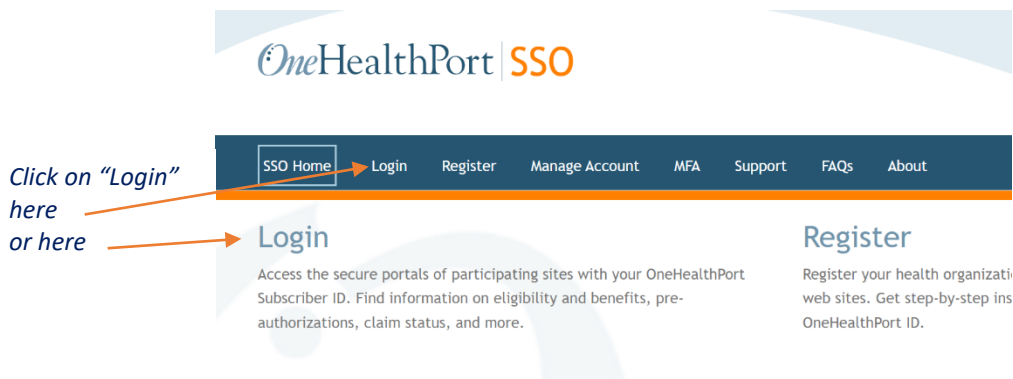 OneHealthPort SSO
SSO Home Login Register Manage Account MFA Support FAQs About
Click on “Login”
here
or here
Login
Access the secure portals of participating sites with your OneHealthPort
Subscriber ID. Find information on eligibility and benefits, pre-
authorizations, claim status, and more.
Register
Register your health organizati
web sites. Get step-by-step ins
OneHealthPort ID.